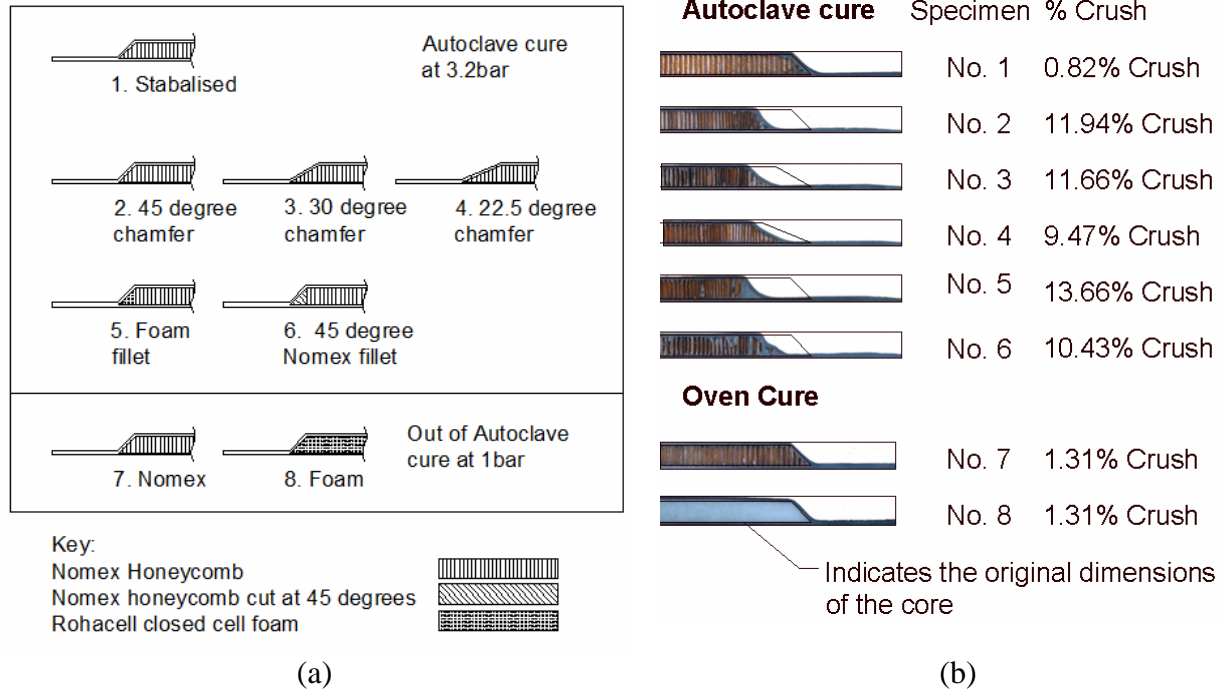 Autoclave cure
at 3.2bar
1. Stabalised
2. 45 degree
chamfer
3. 30 degree
chamfer
4. 22.5 degree
chamfer
5. Foam
fillet
6. 45 degree
Nomex fillet
Out of Autoclave
cure at 1bar
7. Nomex
8. Foam
Key:
Nomex Honeycomb
Nomex honeycomb cut at 45 degrees
Rohacell closed cell foam
(a)
Autoclave cure Specimen % Crush
No. 1 0.82% Crush
No. 2 11.94% Crush
No. 3 11.66% Crush
No. 4 9.47% Crush
No. 5 13.66% Crush
No. 6 10.43% Crush
Oven Cure
No. 7 1.31% Crush
No. 8 1.31% Crush
Indicates the original dimensions
of the core
(b)